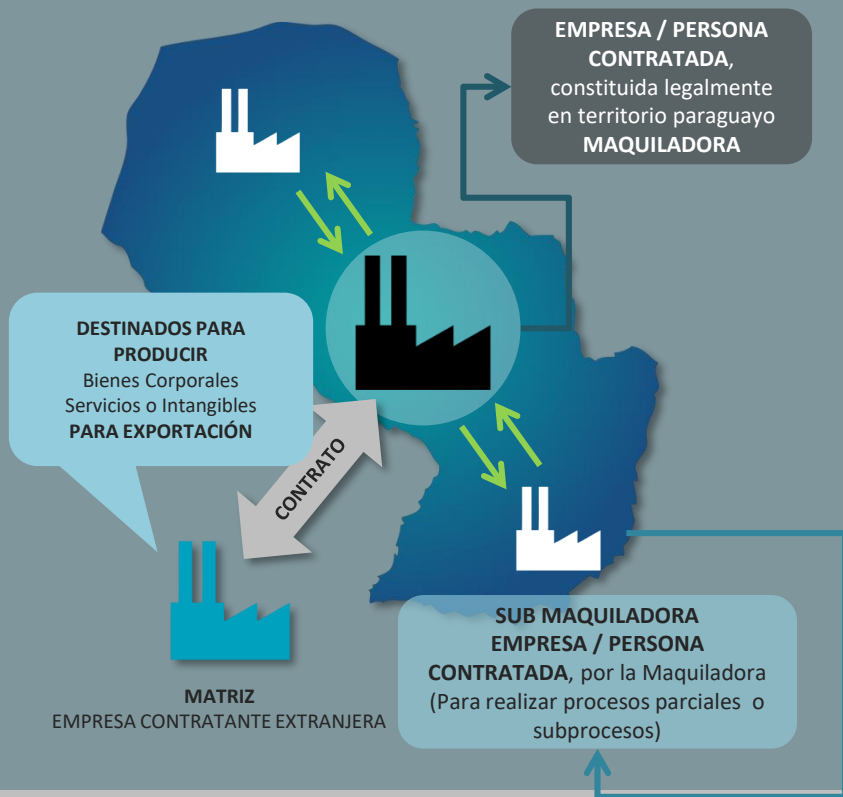 EMPRESA / PERSONA
CONTRATADA,
constituida legalmente
en territorio paraguayo
MAQUILADORA
DESTINADOS PARA
PRODUCIR
Bienes Corporales
Servicios o Intangibles
PARA EXPORTACIÓN
CONTRATO
MATRIZ
EMPRESA CONTRATANTE EXTRANJERA
SUB MAQUILADORA
EMPRESA / PERSONA
CONTRATADA, por la Maquiladora
(Para realizar procesos parciales o
subprocesos)